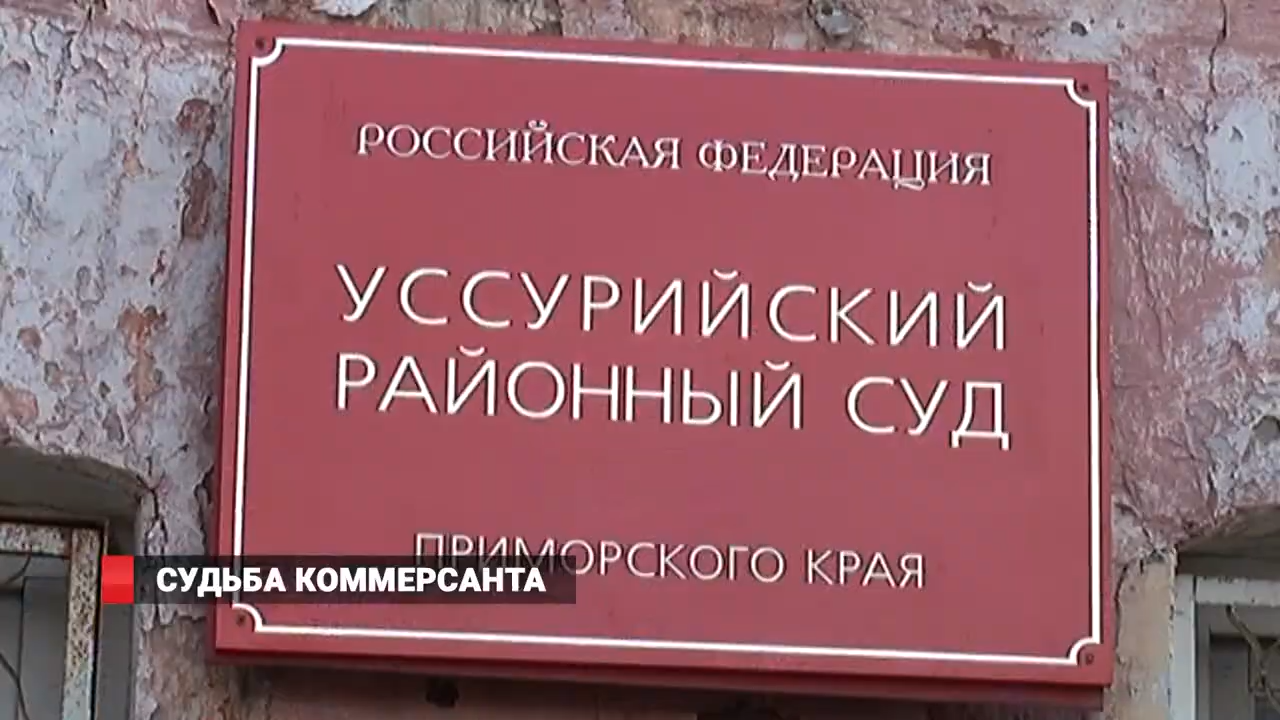 РОССИЙСКАЯ ФЕДЕРАЦИЯ
УССУРИЙСКИЙ
РАЙОННЫЙ СУД
ПРИМОРСКОГО КРАЯ
СУДЬБА КОММЕРСАНТА